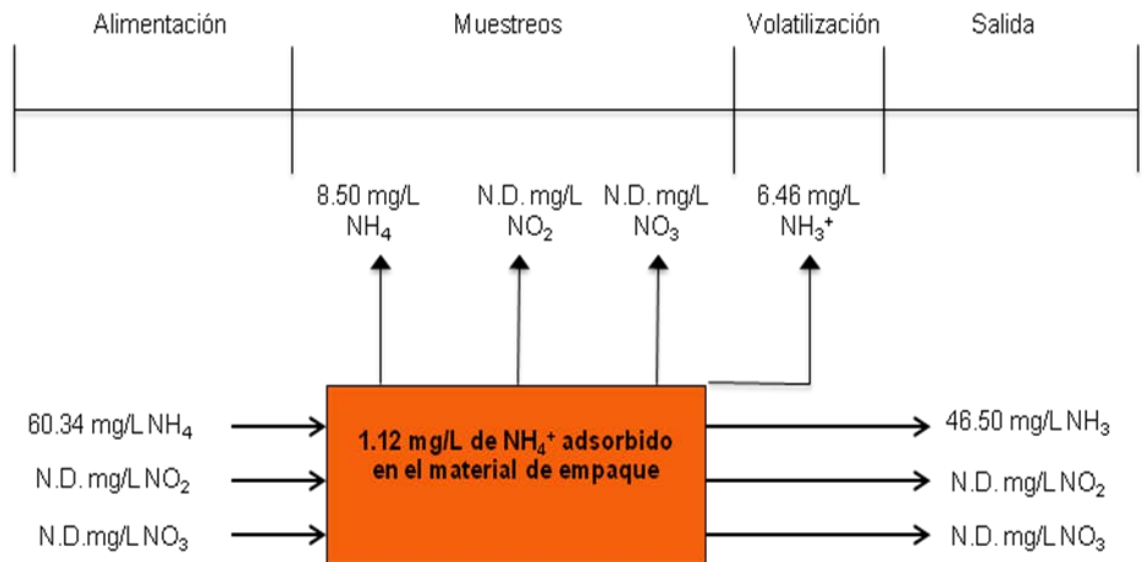 Alimentación Muestreos Volatilización Salida
8.50 mg/L N.D. mg/L N.D. mg/L 6.46 mg/L
NH₄ NO₂ NO₃ NH₃⁺
60.34 mg/L NH₄
N.D. mg/L NO₂
N.D.mg/L NO₃
1.12 mg/L de NH₄⁺ adsorbido
en el material de empaque
46.50 mg/L NH₃
N.D. mg/L NO₂
N.D. mg/L NO₃